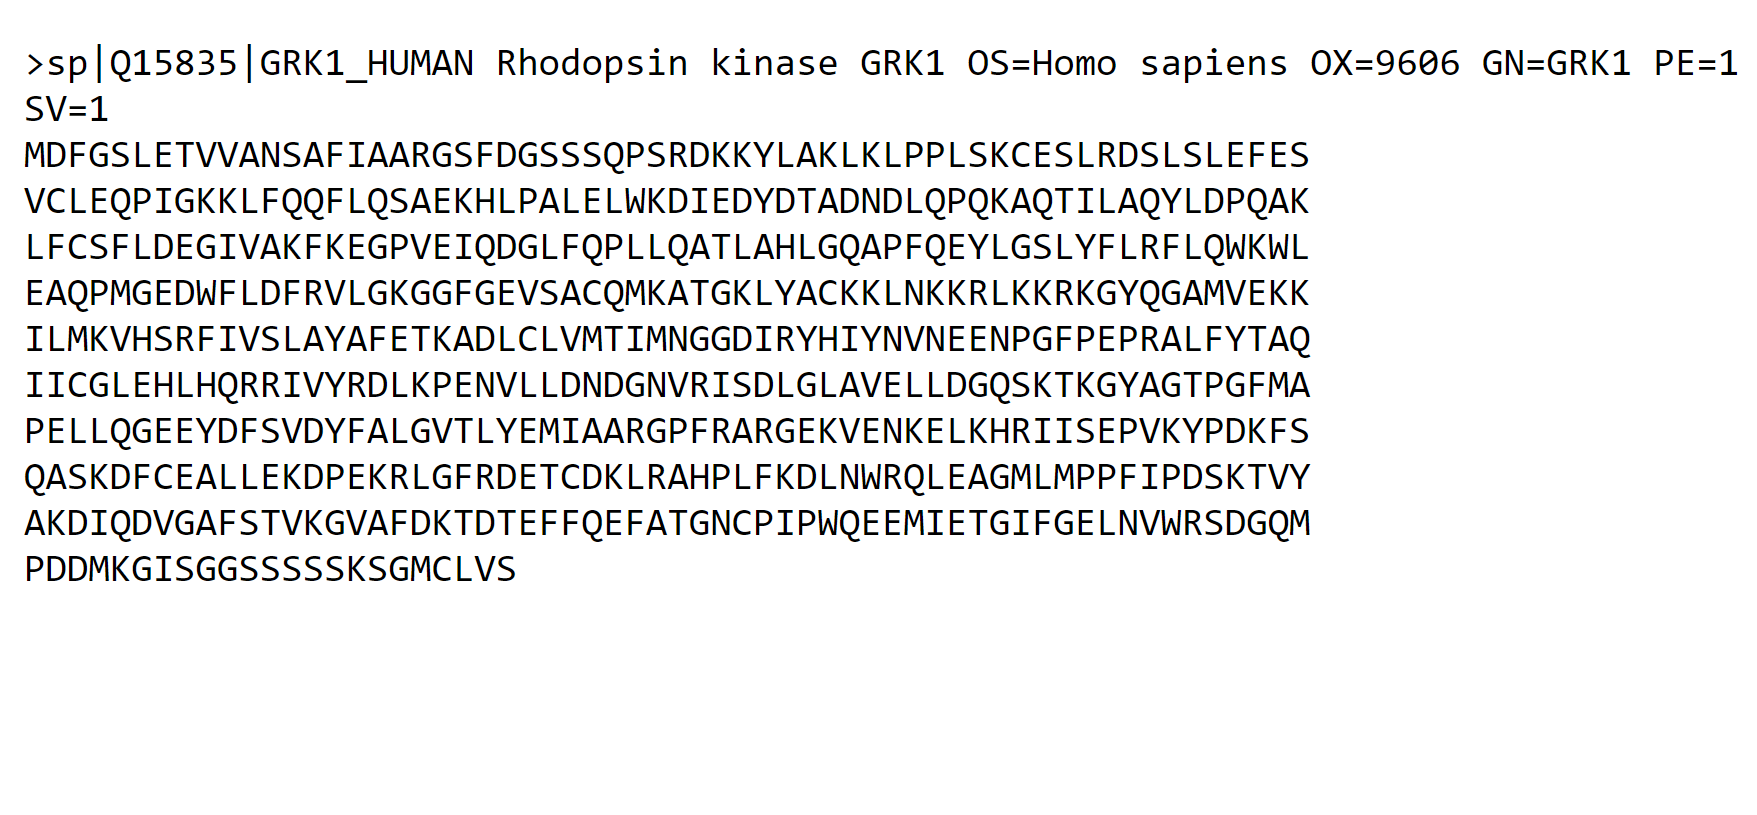 >sp|Q15835|GRK1_HUMAN Rhodopsin kinase GRK1 OS=Homo sapiens OX=9606 GN=GRK1 PE=1
SV=1
MDFGSLETVVANSAFIAARGSFDGSSSQPSRDKKYLAKLKLPPLSKCESLRDSLSLEFES
VCLEQPIGKKLFQQFLQSAEKHLPALELWKDIEDYDTADNDLQPQKAQTILAQYLDPQAK
LFCSFLDEGIVAKFKEGPVEIQDGLFQPLLQATLAHLGQAPFQEYLGSLYFLRFLQWKWL
EAQPMGEDWFLDFRVLGKGGFGEVSACQMKATGKLYACKKLNKKRLKKRKGYQGAMVEKK
ILMKVHSRFIVSLAYAFETKADLCLVMTIMNGGDIRYHIYNVNEENPGFPEPRALFYTAQ
IICGLEHLHQRRIVYRDLKPENVLLDNDGNVRISDLGLAVELLDGQSKTKGYAGTPGFMA
PELLQGEEYDFSVDYFALGVTLYEMIAARGPFRARGEKVENKELKHRIISEPVKYPDKFS
QASKDFCEALLEKDPEKRLGFRDETCDKLRAHPLFKDLNWRQLEAGMLMPPFIPDSKTVY
AKDIQDVGAFSTVKGVAFDKTDTEFFQEFATGNCPIPWQEEMIETGIFGELNVWRSDGQM
PDDMKGISGGSSSSSKSGMCLVS